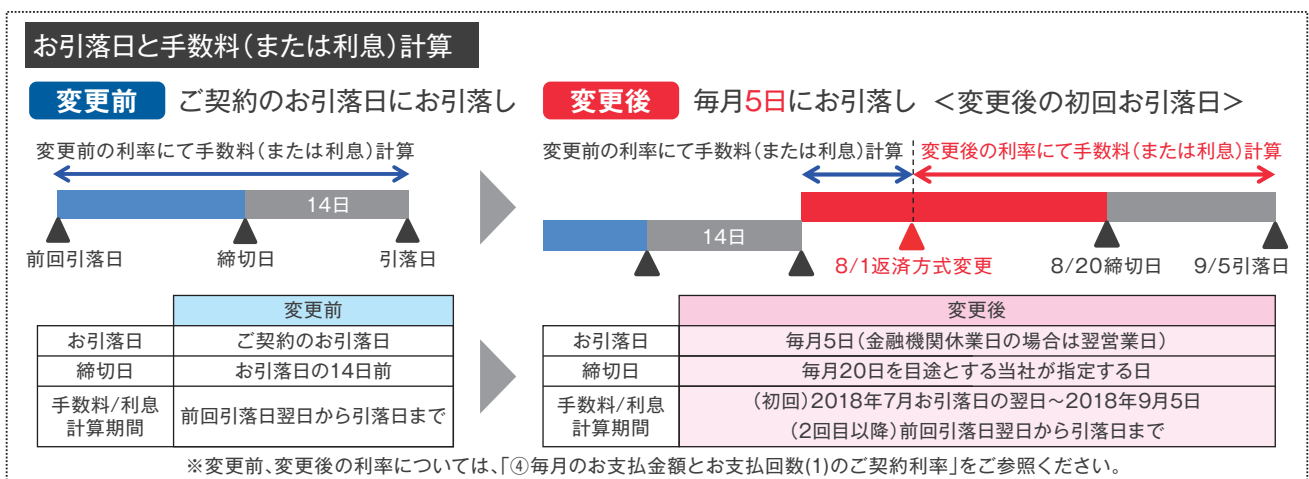 お引落日と手数料(または利息)計算
変更前 ご契約のお引落日にお引落し
変更前の利率にて手数料(または利息)計算
14日
前回引落日 締切日 引落日
変更後 毎月5日にお引落し <変更後の初回お引落日>
変更前の利率にて手数料(または利息)計算 変更後の利率にて手数料(または利息)計算
14日
8/1返済方式変更 8/20締切日 9/5引落日
変更前
お引落日 ご契約のお引落日
締切日 お引落日の14日前
手数料/利息
計算期間
前回引落日翌日から引落日まで
変更後
お引落日 毎月5日(金融機関休業日の場合は翌営業日)
締切日 毎月20日を目途とする当社が指定する日
手数料/利息
計算期間
(初回)2018年7月お引落日の翌日~2018年9月5日
(2回目以降)前回引落日翌日から引落日まで
※変更前、変更後の利率については、「④毎月のお支払金額とお支払回数(1)のご契約利率」をご参照ください。